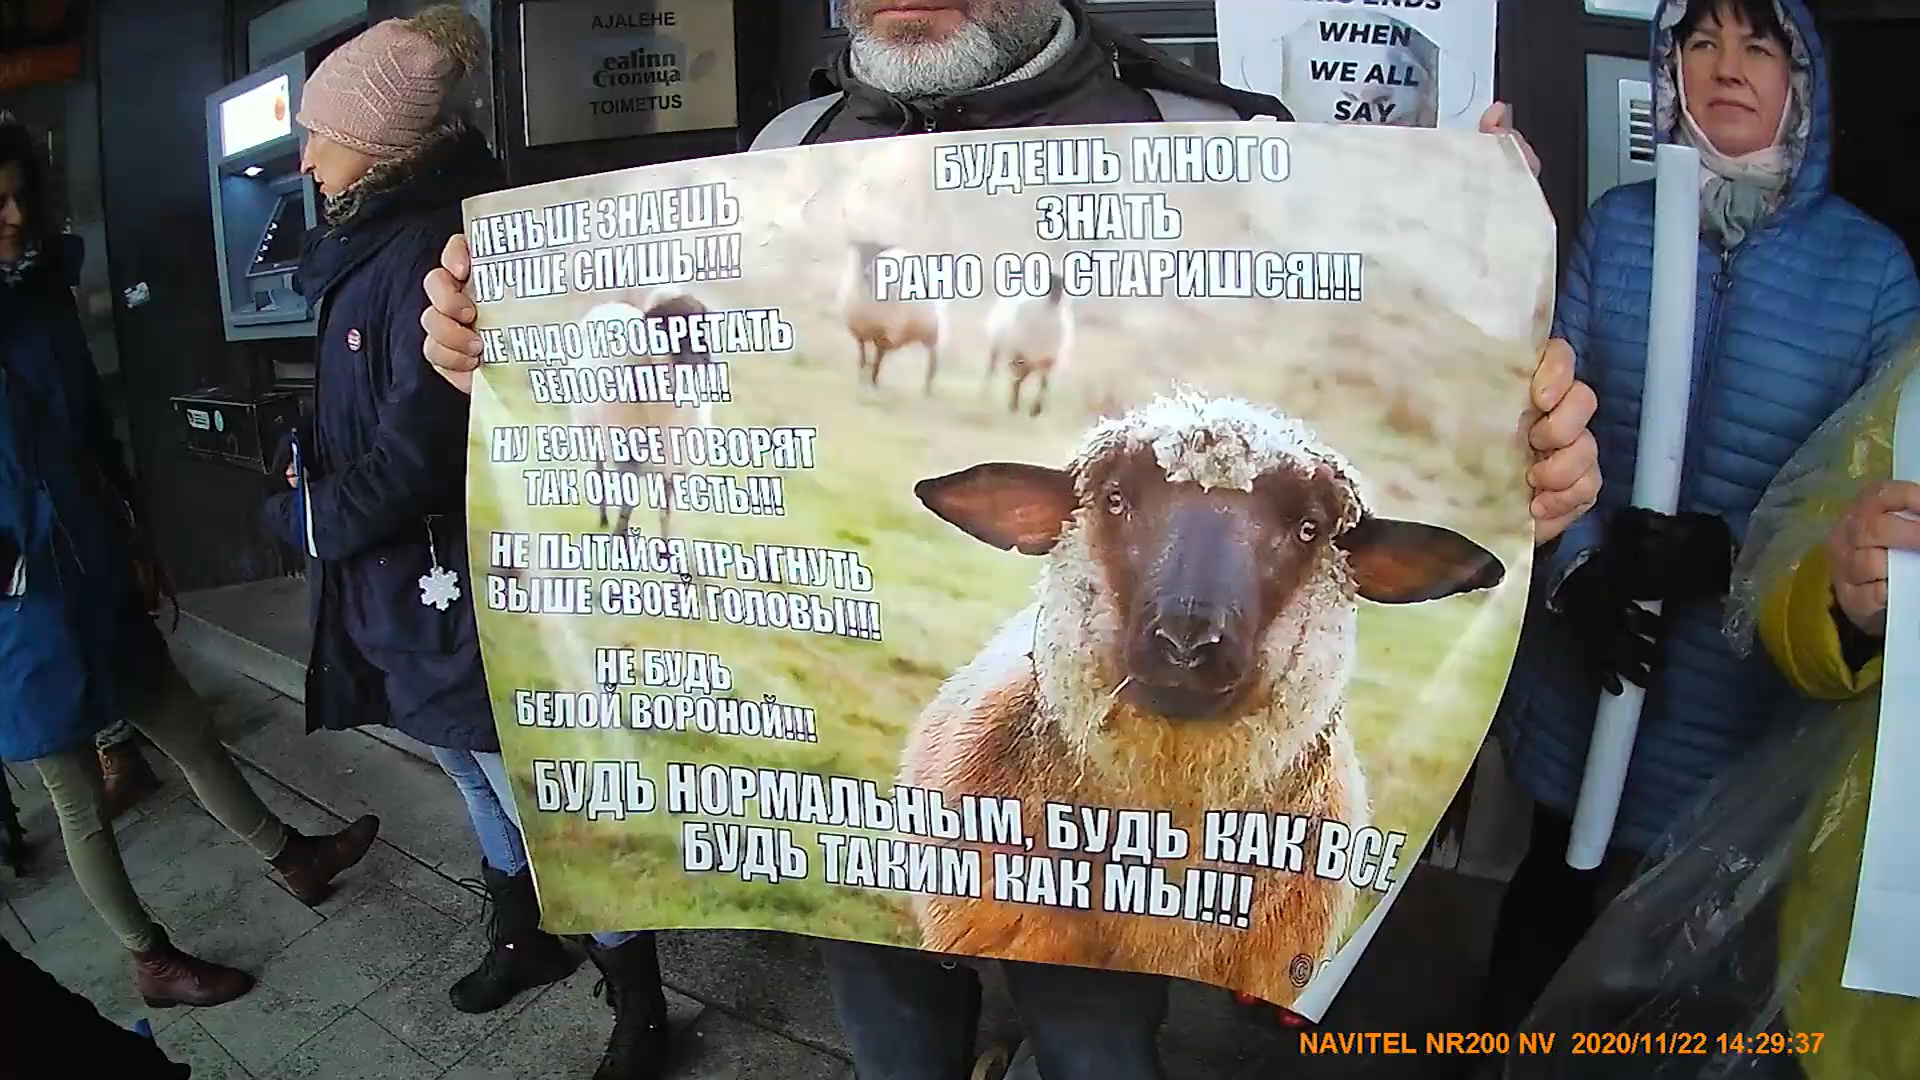 AJALEHE
ealinn
Столица
TOIMETUS
ENDS
WHEN
WE ALL
SAY
МЕНЬШЕ ЗНАЕШЬ
ЛУЧШЕ СПИШЬ!!!!
НЕ НАДО ИЗОБРЕТАТЬ
ВЕЛОСИПЕД!!!
НУ ЕСЛИ ВСЕ ГОВОРЯТ
ТАК ОНО И ЕСТЬ!!!
НЕ ПЫТАЙСЯ ПРЫГНУТЬ
ВЫШЕ СВОЕЙ ГОЛОВЫ!!!
НЕ БУДЬ
БЕЛОЙ ВОРОНОЙ!!!
БУДЕШЬ МНОГО
ЗНАТЬ
РАНО СО СТАРИШСЯ!!!
БУДЬ НОРМАЛЬНЫМ, БУДЬ КАК ВСЕ
БУДЬ ТАКИМ КАК МЫ!!!
©
NAVITEL NR200 NV 2020/11/22 14:29:37